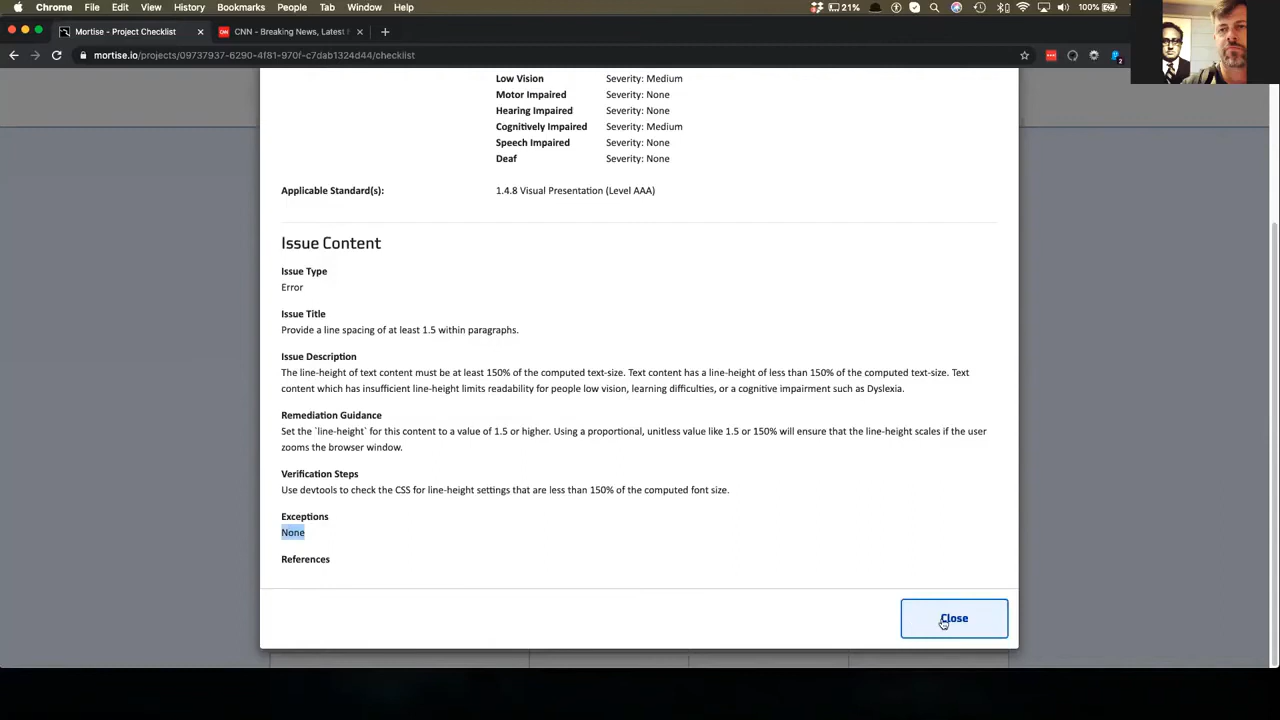 Chrome File Edit View History Bookmarks People Tab Window Help 21% 100%
Mortise - Project Checklist CNN - Breaking News, Latest
mortise.io/projects/09737937-6290-4f81-970f-c7dab1324d44/checklist
2
Low Vision Severity: Medium
Motor Impaired Severity: None
Hearing Impaired Severity: None
Cognitively Impaired Severity: Medium
Speech Impaired Severity: None
Deaf Severity: None
Applicable Standard(s): 1.4.8 Visual Presentation (Level AAA)
Issue Content
Issue Type
Error
Issue Title
Provide a line spacing of at least 1.5 within paragraphs.
Issue Description
The line-height of text content must be at least 150% of the computed text-size. Text content has a line-height of less than 150% of the computed text-size. Text
content which has insufficient line-height limits readability for people low vision, learning difficulties, or a cognitive impairment such as Dyslexia.
Remediation Guidance
Set the `line-height` for this content to a value of 1.5 or higher. Using a proportional, unitless value like 1.5 or 150% will ensure that the line-height scales if the user
zooms the browser window.
Verification Steps
Use devtools to check the CSS for line-height settings that are less than 150% of the computed font size.
Exceptions
None
References
Close